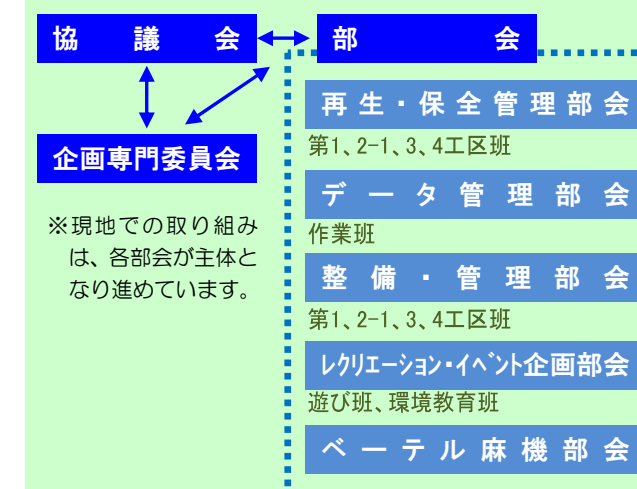 協議会
部会
企画専門委員会
※現地での取り組み
は、各部会が主体と
なり進めています。
再生・保全管理部会
第1、2-1、3、4工区班
データ管理部会
作業班
整備・管理部会
第1、2-1、3、4工区班
ﾚｸﾘｴｰｼｮﾝ・ｲﾍﾞﾝﾄ企画部会
遊び班、環境教育班
ベーテル麻機部会